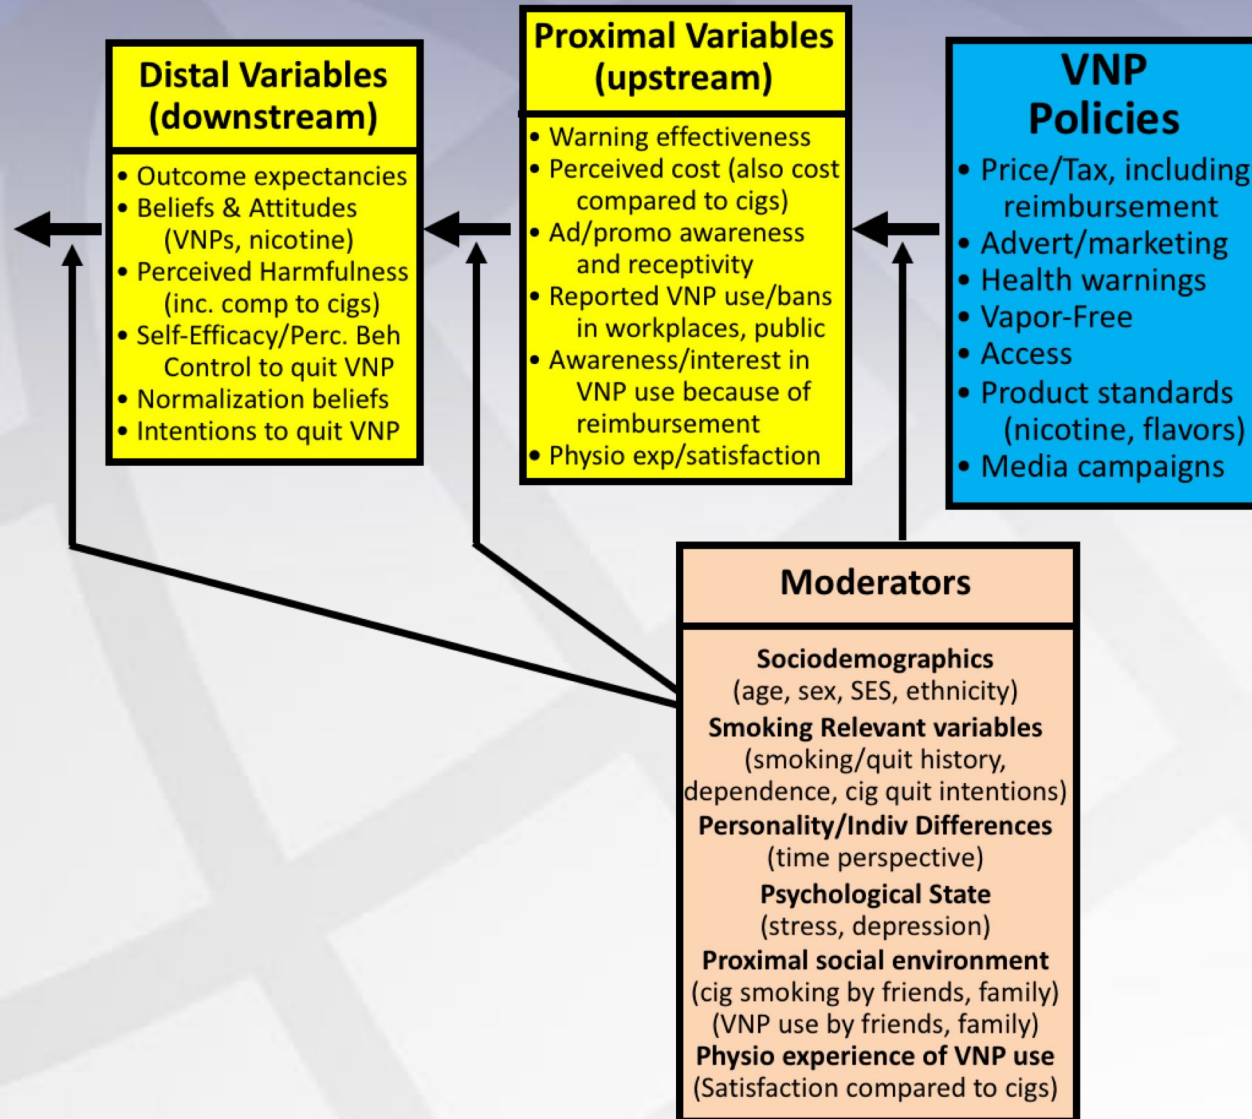 Distal Variables
(downstream)
• Outcome expectancies
• Beliefs & Attitudes
(VNPs, nicotine)
• Perceived Harmfulness
(inc. comp to cigs)
• Self-Efficacy/Perc. Beh
Control to quit VNP
• Normalization beliefs
• Intentions to quit VNP
Proximal Variables
(upstream)
• Warning effectiveness
• Perceived cost (also cost
compared to cigs)
• Ad/promo awareness
and receptivity
• Reported VNP use/bans
in workplaces, public
• Awareness/interest in
VNP use because of
reimbursement
• Physio exp/satisfaction
VNP
Policies
• Price/Tax, including
reimbursement
• Advert/marketing
• Health warnings
• Vapor-Free
• Access
• Product standards
(nicotine, flavors)
• Media campaigns
Moderators
Sociodemographics
(age, sex, SES, ethnicity)
Smoking Relevant variables
(smoking/quit history,
dependence, cig quit intentions)
Personality/Indiv Differences
(time perspective)
Psychological State
(stress, depression)
Proximal social environment
(cig smoking by friends, family)
(VNP use by friends, family)
Physio experience of VNP use
(Satisfaction compared to cigs)